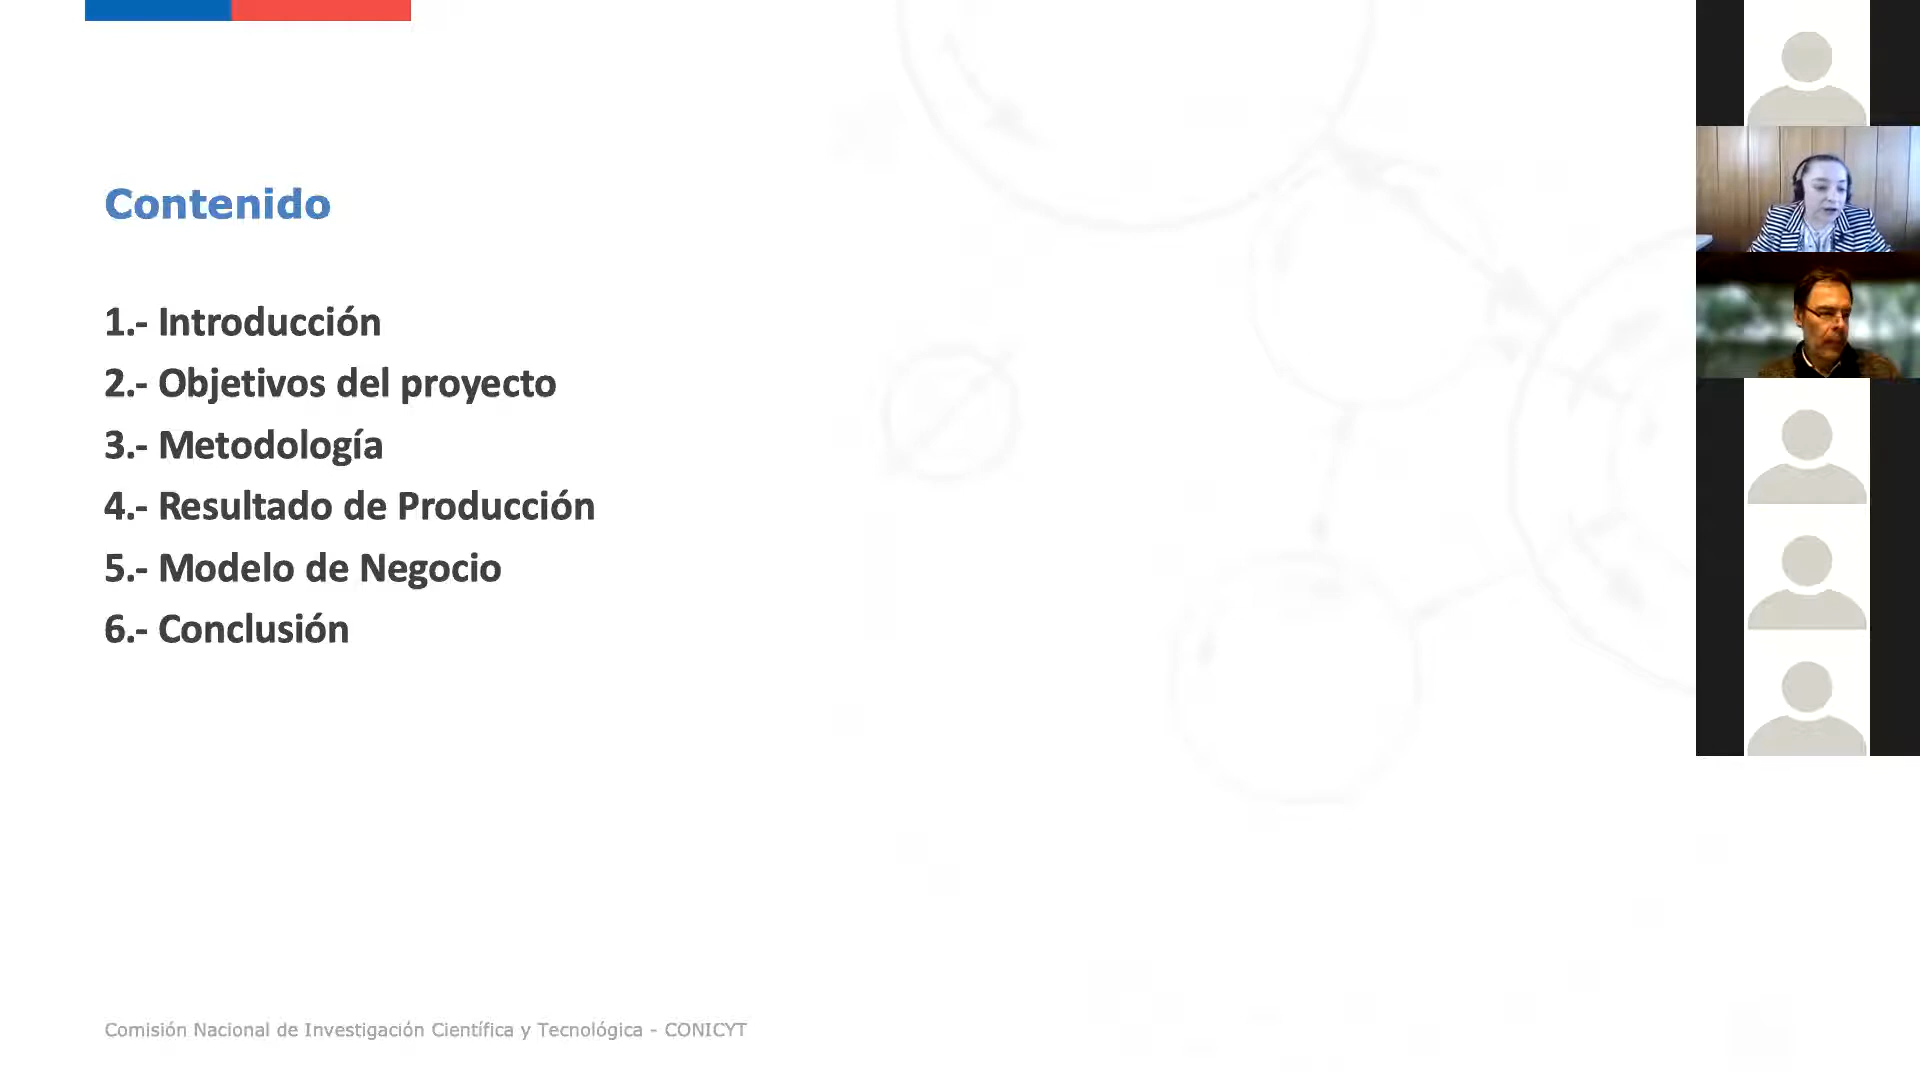 Contenido
1.- Introducción
2.- Objetivos del proyecto
3.- Metodología
4.- Resultado de Producción
5.- Modelo de Negocio
6.- Conclusión
Comisión Nacional de Investigación Científica y Tecnológica - CONICYT